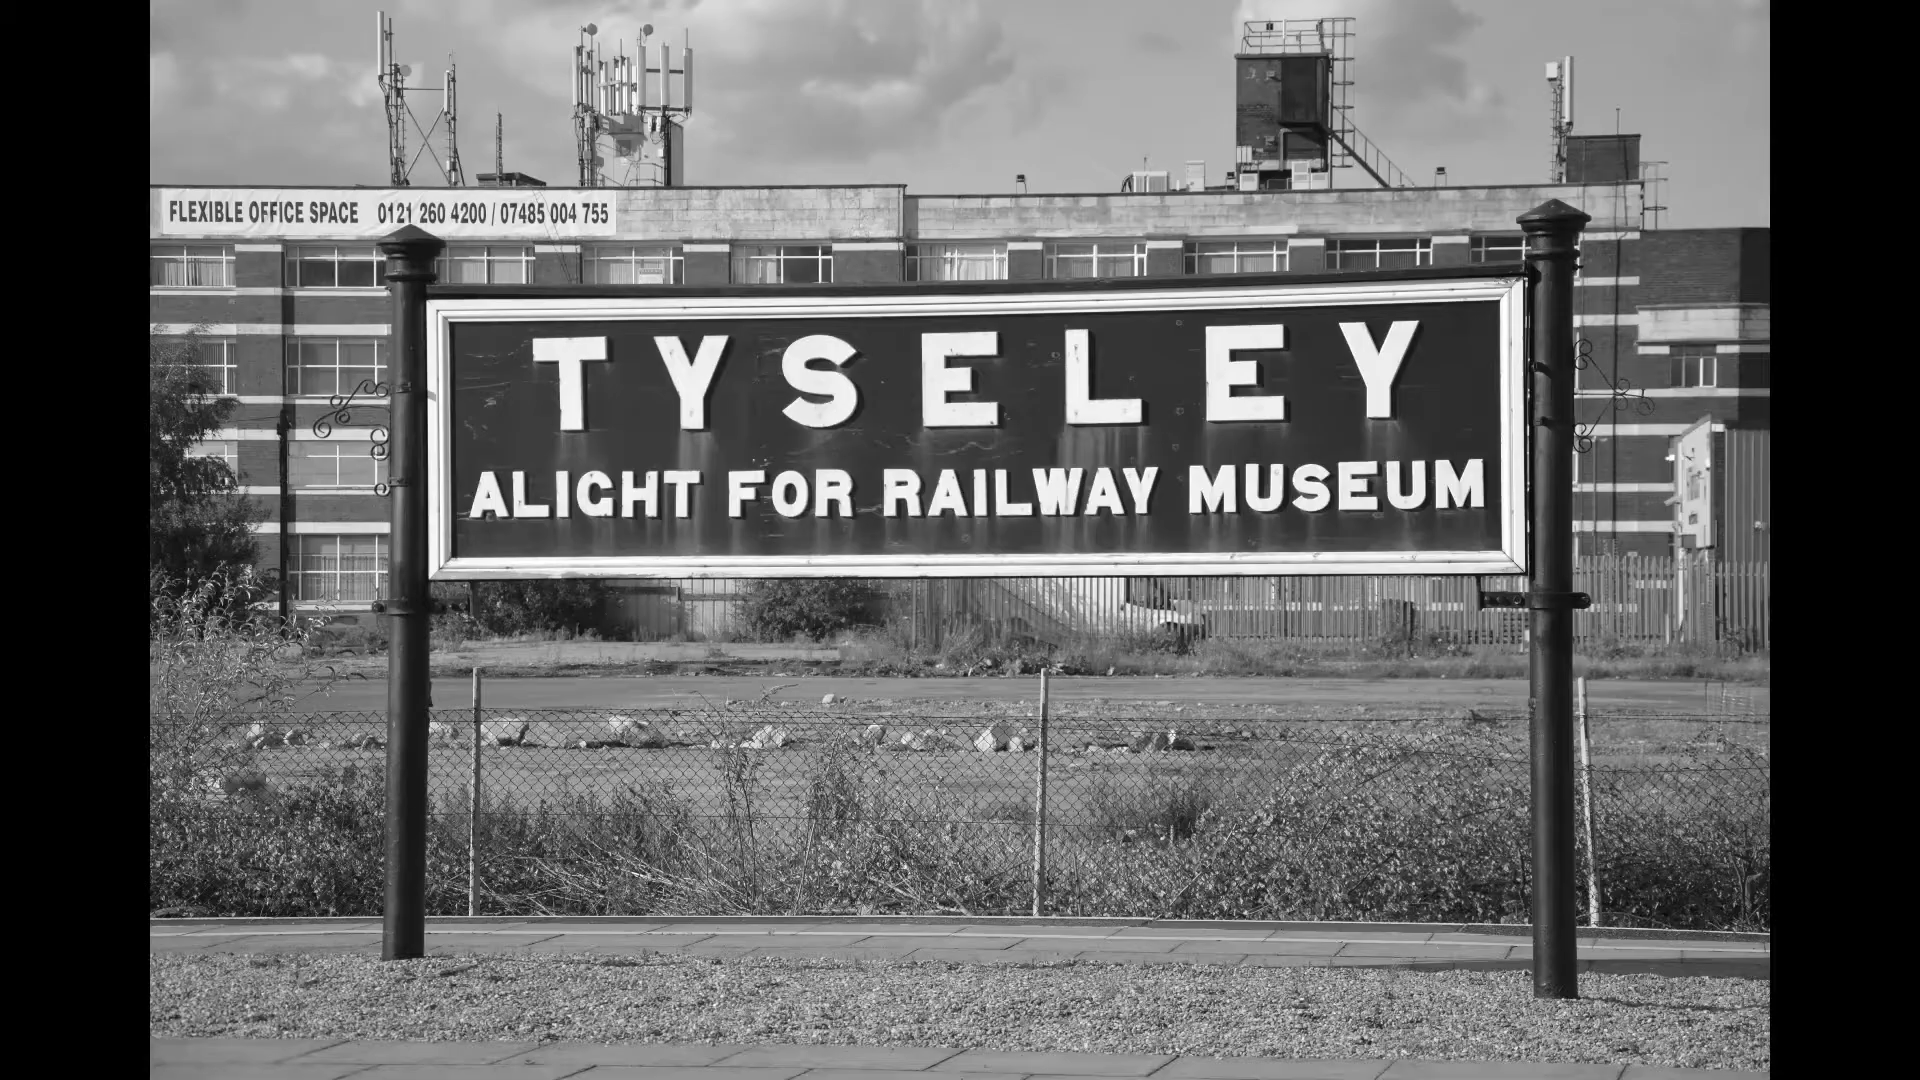 FLEXIBLE OFFICE SPACE 0121 260 4200 / 07485 004 755
TYSELEY
ALIGHT FOR RAILWAY MUSEUM